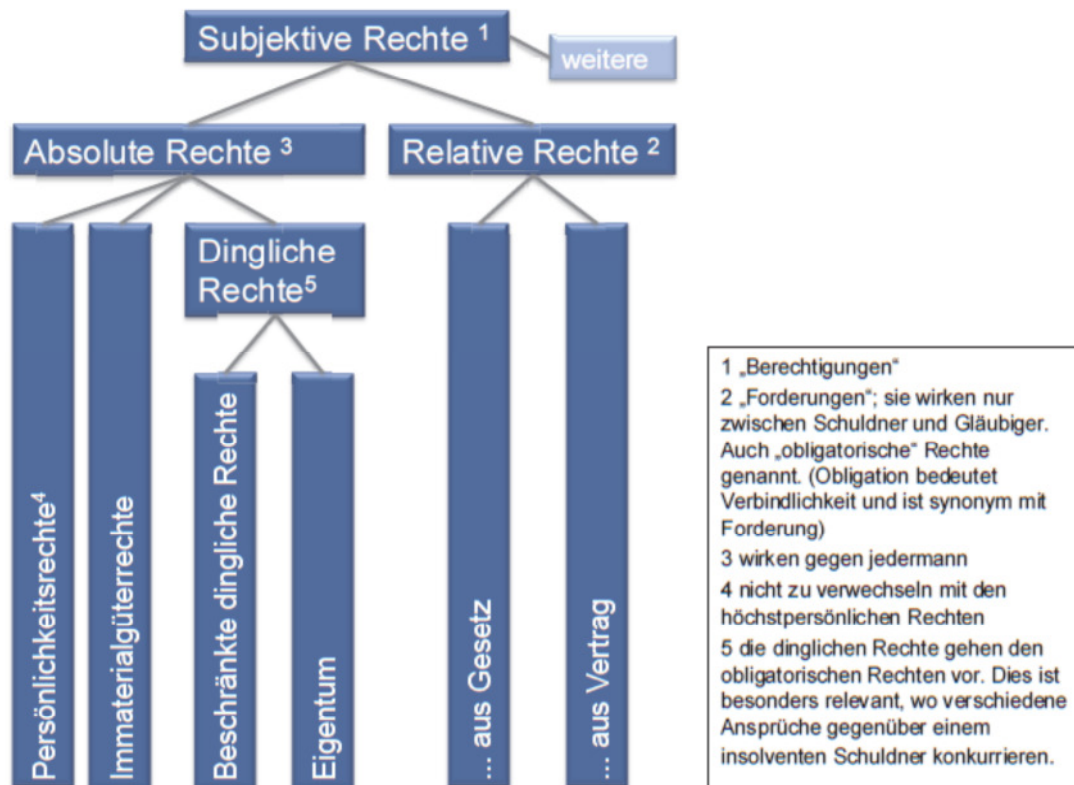 Subjektive Rechte ¹
weitere
Absolute Rechte ³
Relative Rechte ²
Persönlichkeitsrechte⁴
Immaterialgüterrechte
Dingliche
Rechte⁵
Beschränkte dingliche Rechte
Eigentum
... aus Gesetz
... aus Vertrag
1 „Berechtigungen“
2 „Forderungen“; sie wirken nur
zwischen Schuldner und Gläubiger.
Auch „obligatorische“ Rechte
genannt. (Obligation bedeutet
Verbindlichkeit und ist synonym mit
Forderung)
3 wirken gegen jedermann
4 nicht zu verwechseln mit den
höchstpersönlichen Rechten
5 die dinglichen Rechte gehen den
obligatorischen Rechten vor. Dies ist
besonders relevant, wo verschiedene
Ansprüche gegenüber einem
insolventen Schuldner konkurrieren.